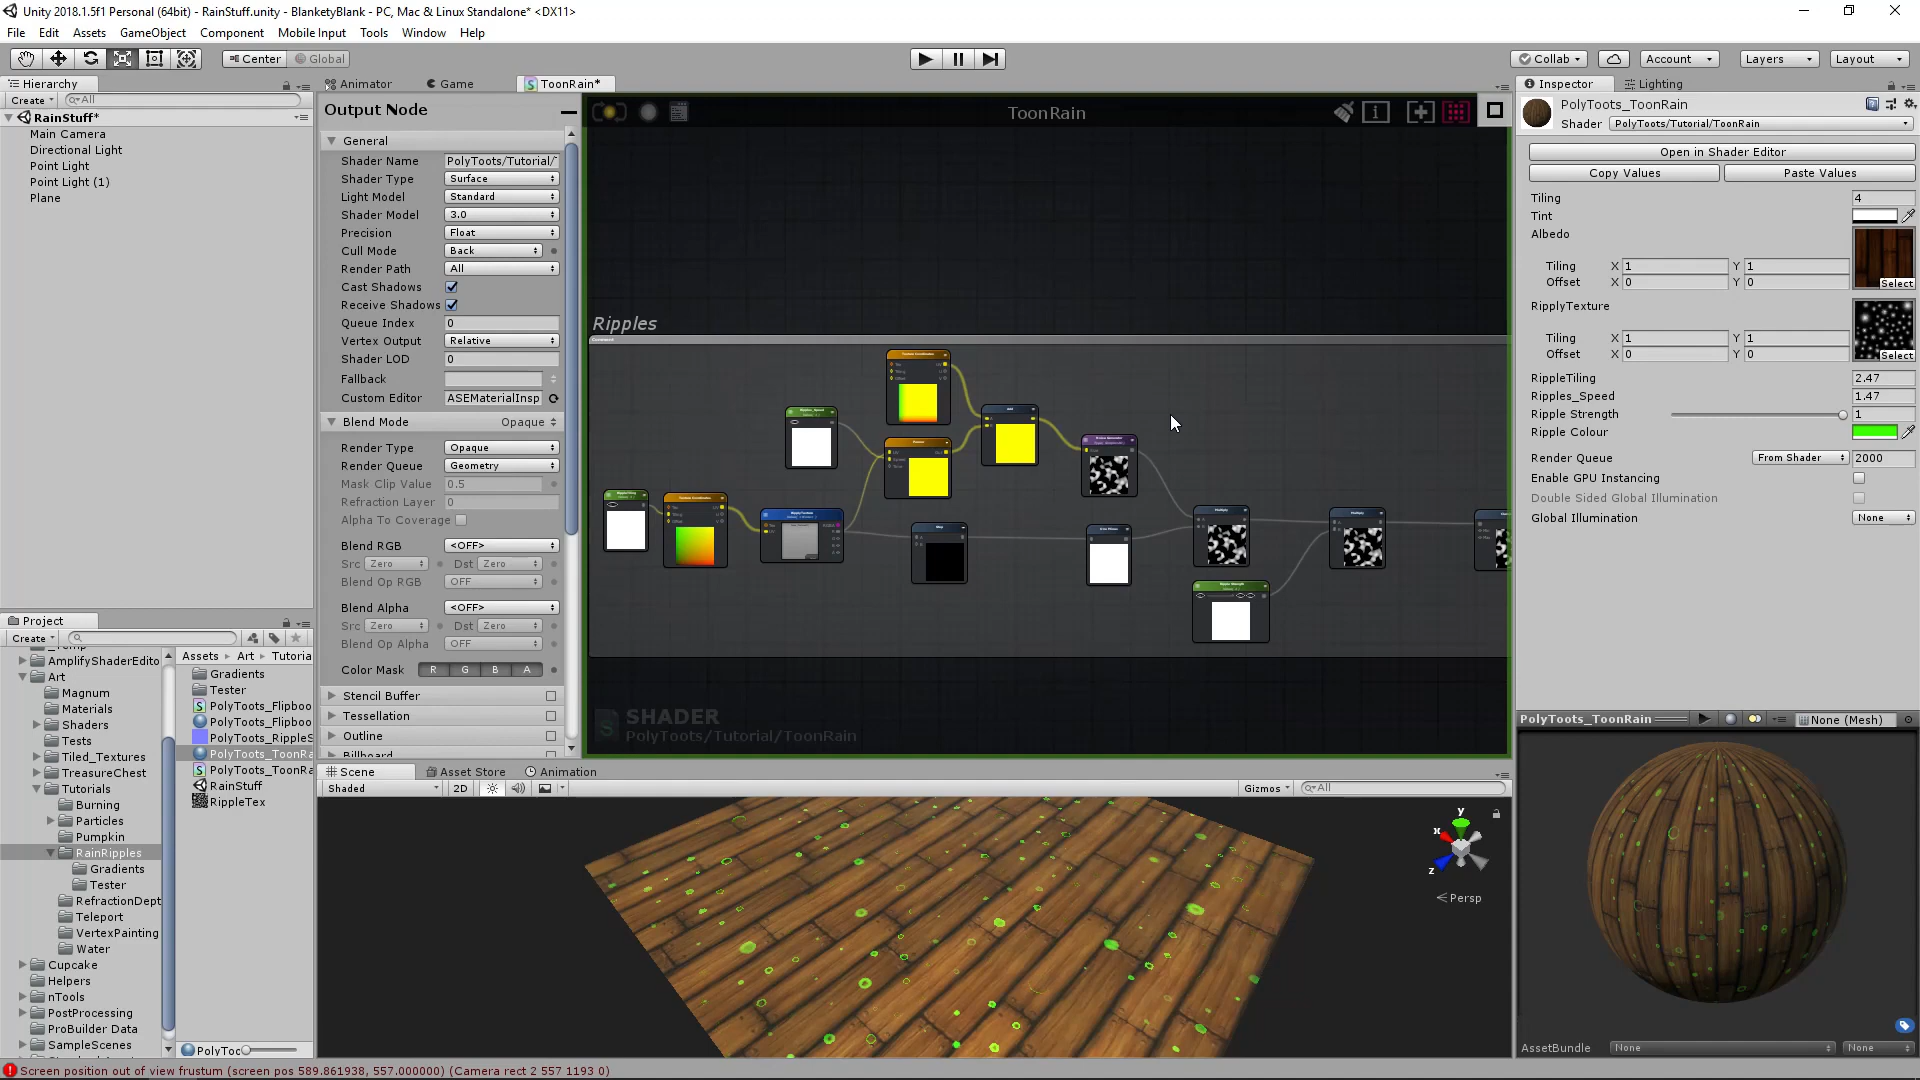 Unity 2018.1.5f1 Personal (64bit) - RainStuff.unity - BlanketyBlank - PC, Mac & Linux Standalone* <DX11>
File Edit Assets GameObject Component Mobile Input Tools Window Help
Center Global
Collab Account Layers Layout
Hierarchy
Create All
RainStuff*
Main Camera
Directional Light
Point Light
Point Light (1)
Plane
Animator Game ToonRain*
Output Node
General
Shader Name PolyToots/Tutorial/
Shader Type Surface
Light Model Standard
Shader Model 3.0
Precision Float
Cull Mode Back
Render Path All
Cast Shadows
Receive Shadows
Queue Index 0
Vertex Output Relative
Shader LOD 0
Fallback
Custom Editor ASEMaterialInsp
Blend Mode Opaque
Render Type Opaque
Render Queue Geometry
Mask Clip Value 0.5
Refraction Layer 0
Alpha To Coverage
Blend RGB <OFF>
Src Zero Dst Zero
Blend Op RGB OFF
Blend Alpha <OFF>
Src Zero Dst Zero
Blend Op Alpha OFF
Color Mask R G B A
Stencil Buffer
Tessellation
Outline
Billboard
ToonRain
Ripples
SHADER
PolyToots/Tutorial/ToonRain
Inspector Lighting
PolyToots_ToonRain
Shader PolyToots/Tutorial/ToonRain
Open in Shader Editor
Copy Values Paste Values
Tiling 4
Tint
Albedo
Tiling X 1 Y 1
Offset X 0 Y 0
Select
RipplyTexture
Tiling X 1 Y 1
Offset X 0 Y 0
Select
RippleTiling 2.47
Ripples_Speed 1.47
Ripple Strength 1
Ripple Colour
Render Queue From Shader 2000
Enable GPU Instancing
Double Sided Global Illumination
Global Illumination None
Project
Create
AmplifyShaderEdito
Art
Magnum
Materials
Shaders
Tests
Tiled_Textures
TreasureChest
Tutorials
Burning
Particles
Pumpkin
RainRipples
Gradients
Tester
RefractionDept
Teleport
VertexPainting
Water
Cupcake
Helpers
nTools
PostProcessing
ProBuilder Data
SampleScenes
Assets Art Tutoria
Gradients
Tester
PolyToots_Flipboo
PolyToots_Flipboo
PolyToots_RippleS
PolyToots_ToonRa
PolyToots_ToonRa
RainStuff
RippleTex
PolyToo
Scene Asset Store Animation
Shaded 2D Gizmos All
y
x
z
Persp
PolyToots_ToonRain None (Mesh)
AssetBundle None None
Screen position out of view frustum (screen pos 589.861938, 557.000000) (Camera rect 2 557 1193 0)